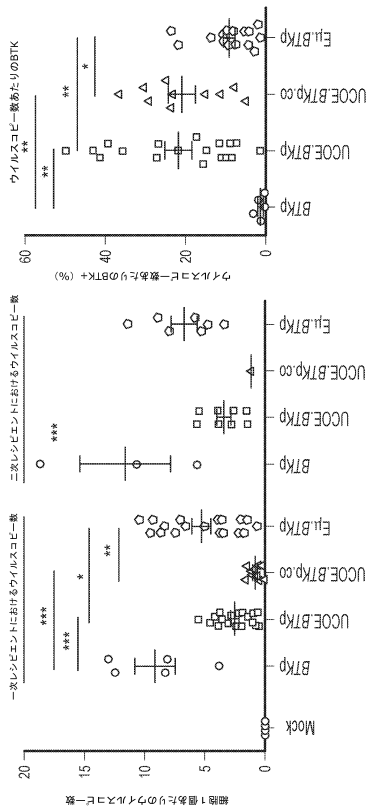 一次レシピエントにおけるウイルスコピー数
***
***
*
**
二次レシピエントにおけるウイルスコピー数
***
細胞1個あたりのウイルスコピー数
20
15
10
5
0
Mock
BTKp
UCOE.BTKp
UCOE.BTKp.co
Eμ.BTKp
BTKp
UCOE.BTKp
UCOE.BTKp.co
Eμ.BTKp
ウイルスコピー数あたりのBTK
**
**
**
*
ウイルスコピー数あたりのBTK+ (%)
60
40
20
0
BTKp
UCOE.BTKp
UCOE.BTKp.co
Eμ.BTKp